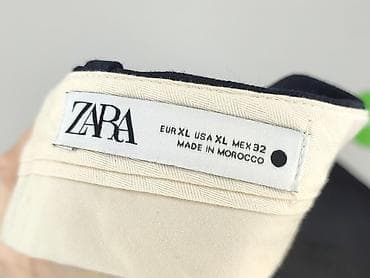 ZARA
EUR XL USA XL MEX 32
MADE IN MOROCCO